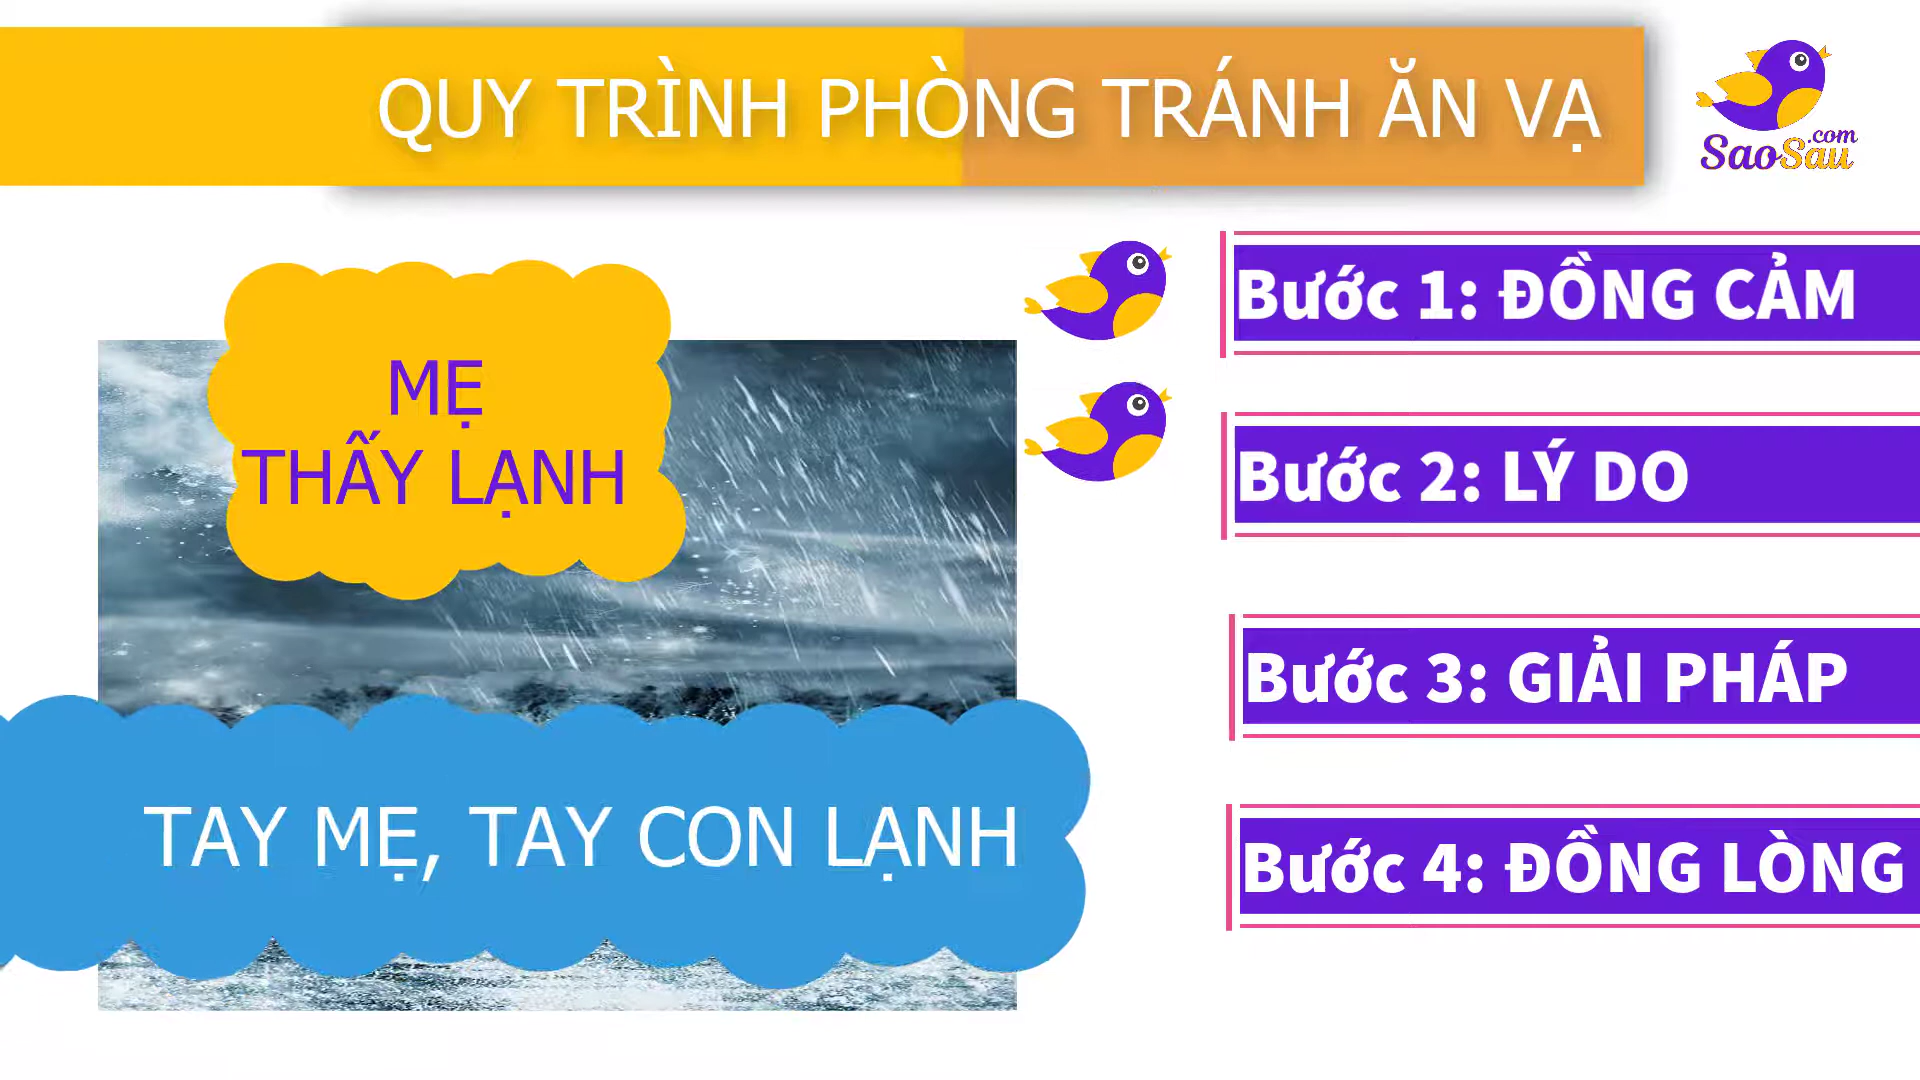 QUY TRÌNH PHÒNG TRÁNH ĂN VẠ
SaoSau.com
MẸ
THẤY LẠNH
TAY MẸ, TAY CON LẠNH
Bước 1: ĐỒNG CẢM
Bước 2: LÝ DO
Bước 3: GIẢI PHÁP
Bước 4: ĐỒNG LÒNG